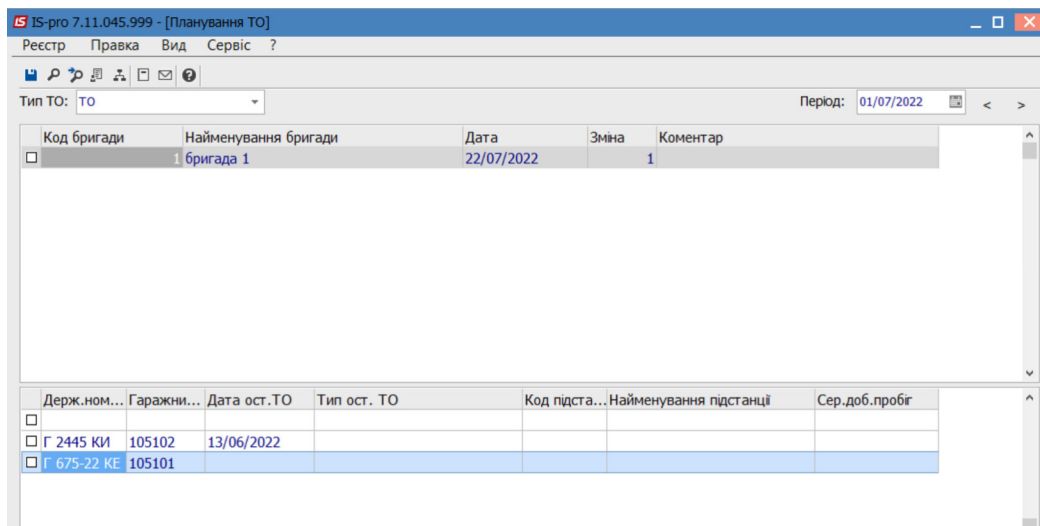 IS IS-pro 7.11.045.999 - [Планування ТО]
Реєстр Правка Вид Сервіс ?
Тип ТО: ТО Період: 01/07/2022 < >
Код бригади Найменування бригади Дата Зміна Коментар
1 бригада 1 22/07/2022 1
Держ.ном... Гаражни... Дата ост.ТО Тип ост. ТО Код підста... Найменування підстанції Сер.доб.пробіг
Г 2445 КИ 105102 13/06/2022
Г 675-22 КЕ 105101